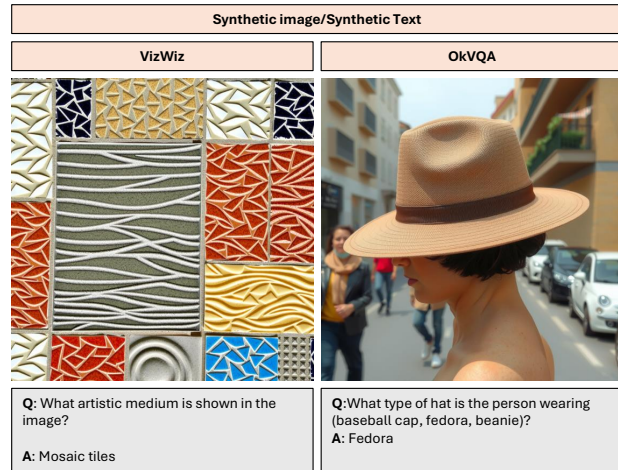 Synthetic image/Synthetic Text
VizWiz
OkVQA
Q: What artistic medium is shown in the
image?
A: Mosaic tiles
Q:What type of hat is the person wearing
(baseball cap, fedora, beanie)?
A: Fedora